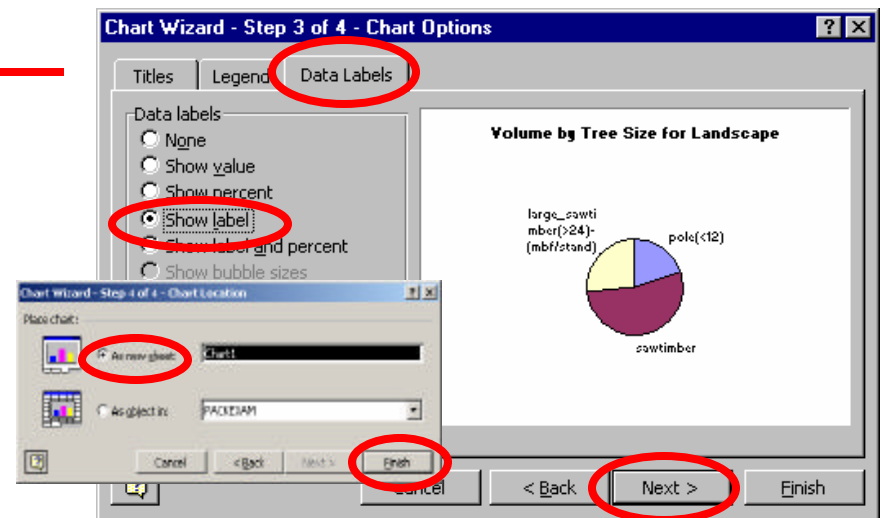 Chart Wizard - Step 3 of 4 - Chart Options
Titles
Legend
Data Labels
Data labels
None
Show value
Show percent
Show label
Show label and percent
Show bubble sizes
Volume by Tree Size for Landscape
large_sawti
mber(>24)-
(mbf/stand)
pole(<12)
sawtimber
Chart Wizard - Step 4 of 4 - Chart Location
Place chart:
As new sheet:
Chart1
As object in:
PACKEXAM
Cancel
< Back
Next >
Finish
Cancel
< Back
Next >
Finish